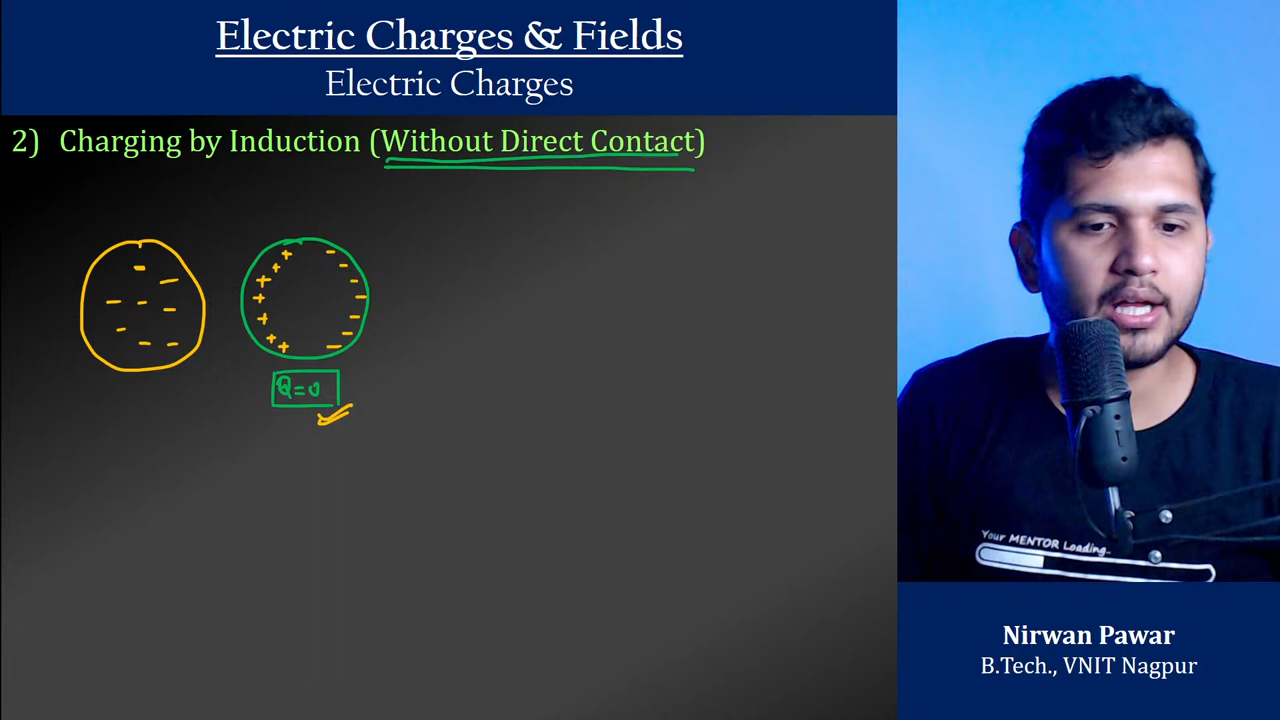 Electric Charges & Fields
Electric Charges
2) Charging by Induction (Without Direct Contact)
Q=0
Your MENTOR Loading..
Nirwan Pawar
B.Tech., VNIT Nagpur